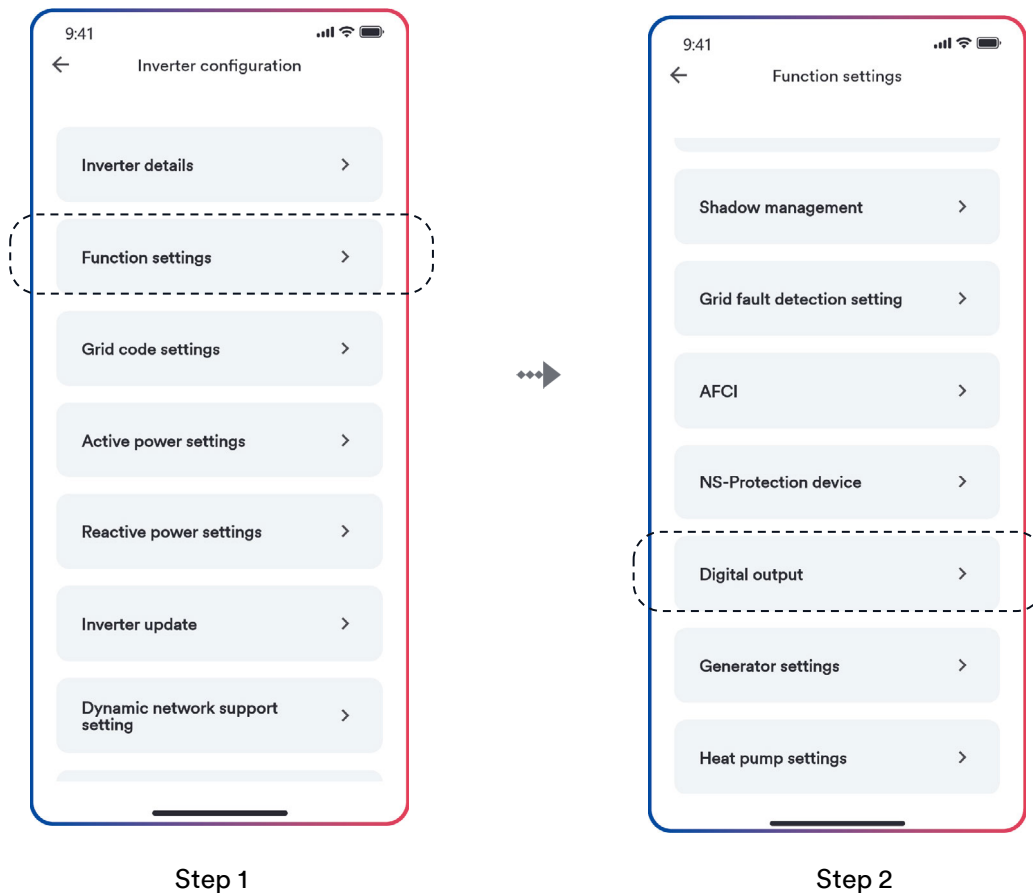 9:41
Inverter configuration
Inverter details
Function settings
Grid code settings
Active power settings
Reactive power settings
Inverter update
Dynamic network support
setting
Step 1
9:41
Function settings
Shadow management
Grid fault detection setting
AFCI
NS-Protection device
Digital output
Generator settings
Heat pump settings
Step 2